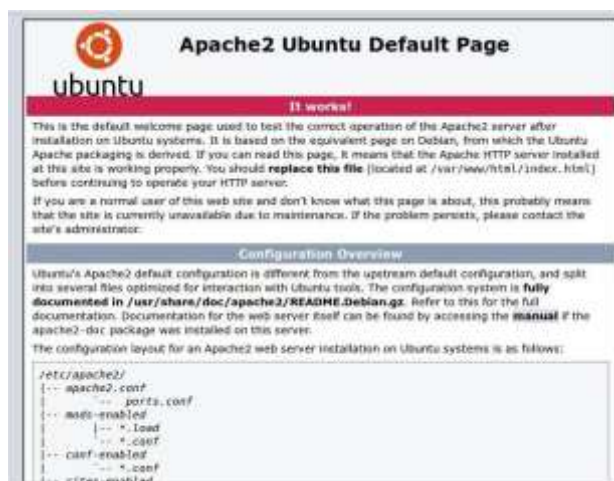 Apache2 Ubuntu Default Page
ubuntu
It works!
This is the default welcome page used to test the correct operation of the Apache2 server after
installation on Ubuntu systems. It is based on the equivalent page on Debian, from which the Ubuntu
Apache packaging is derived. If you can read this page, it means that the Apache HTTP server installed
at this site is working properly. You should replace this file (located at /var/www/html/index.html)
before continuing to operate your HTTP server.
If you are a normal user of this web site and don't know what this page is about, this probably means
that the site is currently unavailable due to maintenance. If the problem persists, please contact the
site's administrator.
Configuration Overview
Ubuntu's Apache2 default configuration is different from the upstream default configuration, and split
into several files optimized for interaction with Ubuntu tools. The configuration system is fully
documented in /usr/share/doc/apache2/README.Debian.gz. Refer to this for the full
documentation. Documentation for the web server itself can be found by accessing the manual if the
apache2-doc package was installed on this server.
The configuration layout for an Apache2 web server installation on Ubuntu systems is as follows:
/etc/apache2/
|-- apache2.conf
|       `--  ports.conf
|-- mods-enabled
|       |-- *.load
|       `-- *.conf
|-- conf-enabled
|       `-- *.conf
|-- sites-enabled